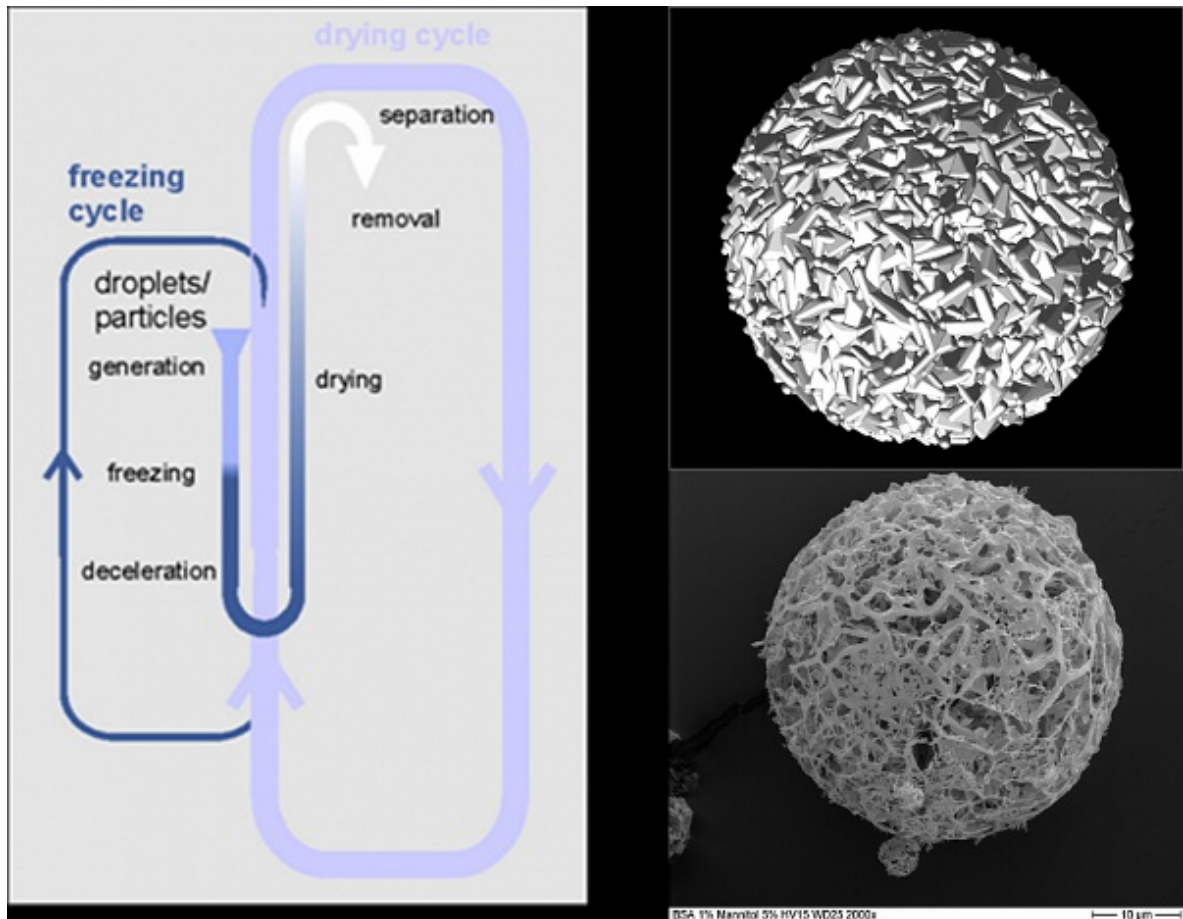 drying cycle
separation
removal
freezing
cycle
droplets/
particles
generation
drying
freezing
deceleration
BSA 1% Mannitol 5% HV15 WD25 2000x
10 µm